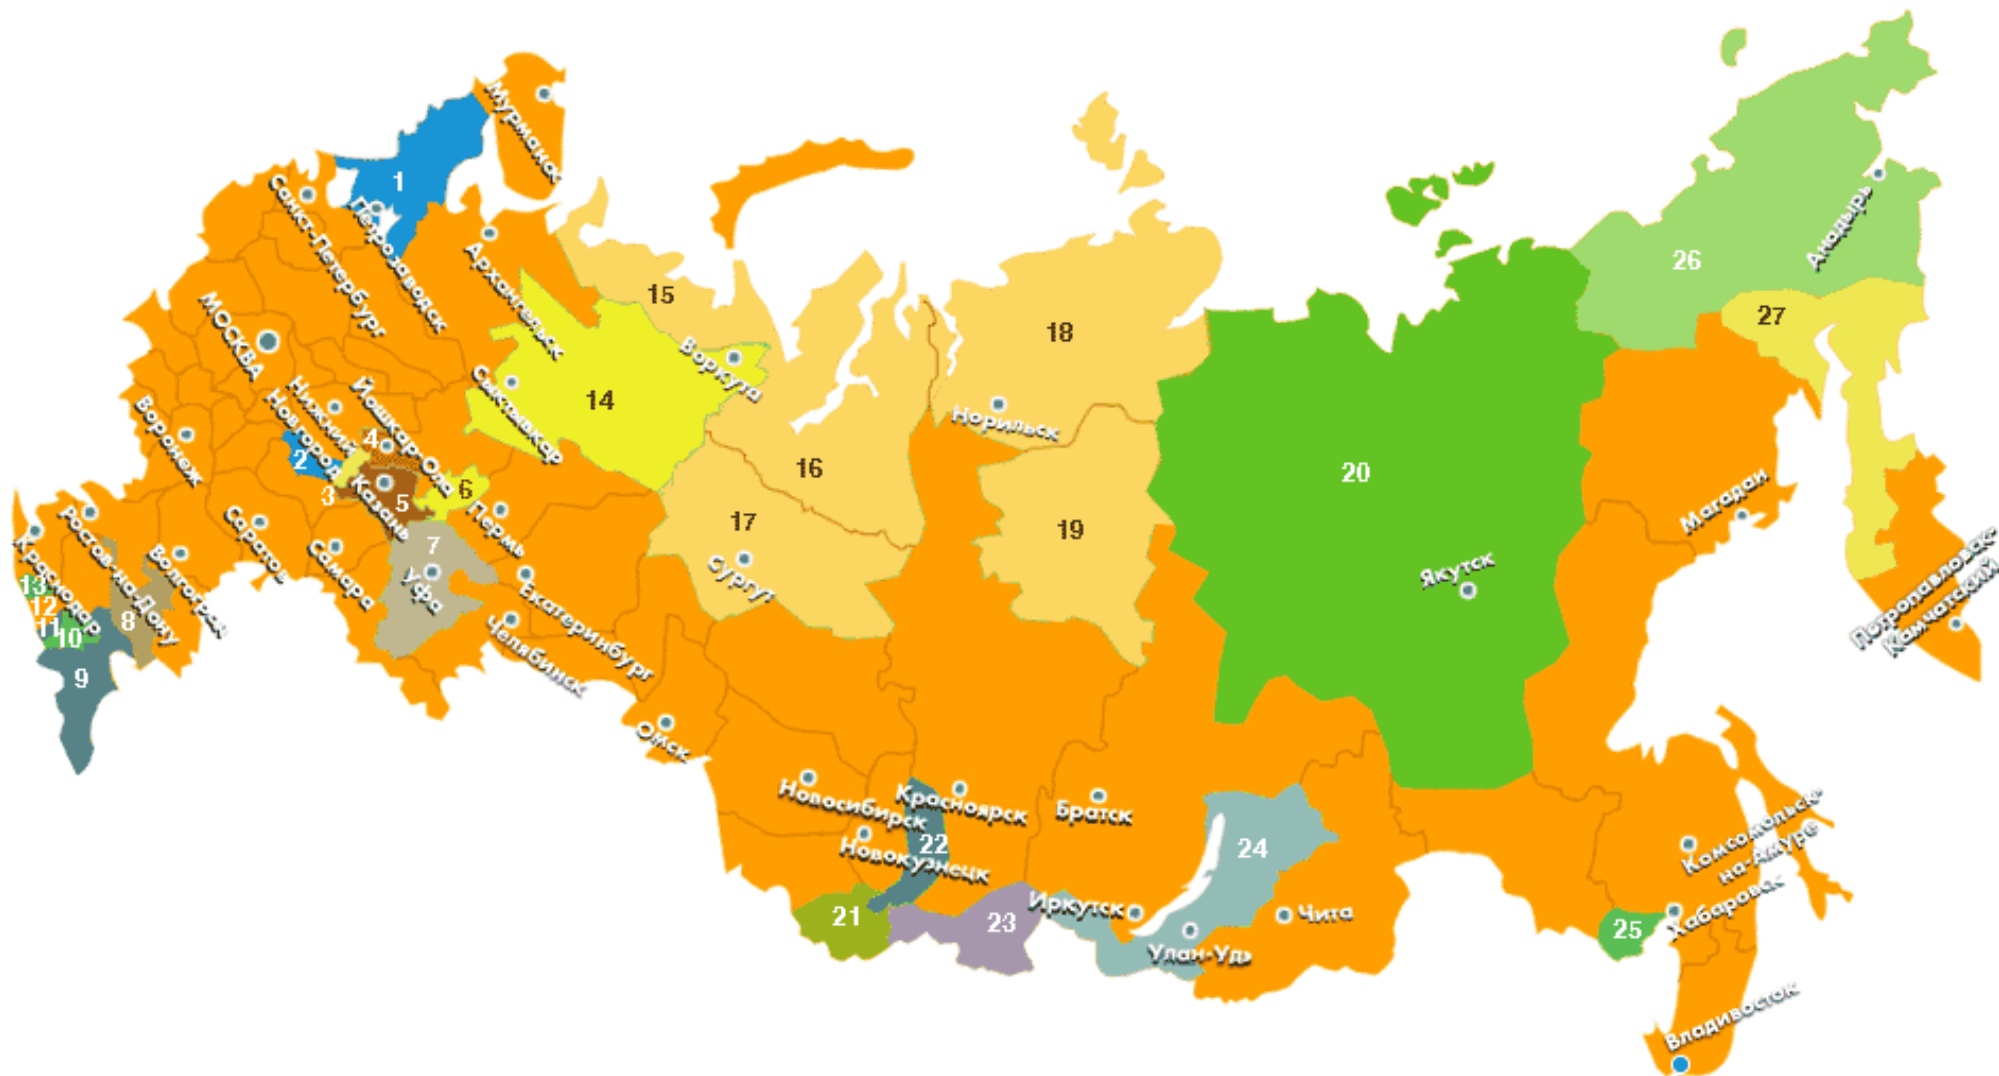 Мурманск
1
Санкт-Петербург
Петрозаводск
Архангельск
Анадырь
26
15
МОСКВА
27
18
Воркута
Сыктывкар
14
Нижний
Новгород
Йошкар-Ола
Норильск
Воронеж
4
2
16
20
3
Казань
5
6
Магадан
Пермь
17
19
Краснодар
Ростов-на-Дону
Волгоград
Саратов
Самара
7
Уфа
Сургут
Якутск
Екатеринбург
Челябинск
Петропавловск-
Камчатский
13
12
11
10
8
9
Омск
Новосибирск
Красноярск
Братск
22
Новокузнецк
24
Комсомольск-
на-Амуре
Хабаровск
21
23
Иркутск
Чита
25
Улан-Удэ
Владивосток